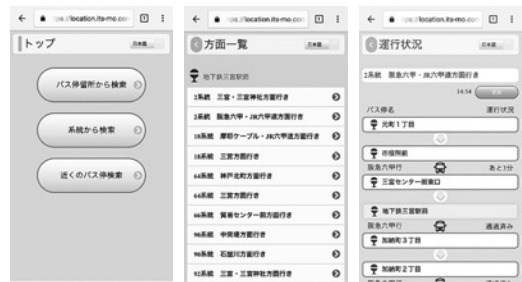 location.its-mo.com
トップ
日本語
バス停留所から検索
系統から検索
近くのバス停検索
location.its-mo.com
方面一覧
日本語
地下鉄三宮駅前
2系統 三宮・三宮神社方面行き
2系統 阪急六甲・JR六甲道方面行き
18系統 摩耶ケーブル・JR六甲道方面行き
18系統 三宮方面行き
64系統 神戸北町方面行き
64系統 三宮方面行き
66系統 貿易センター前方面行き
90系統 中突堤方面行き
90系統 石屋川方面行き
92系統 三宮・三宮神社方面行き
location.its-mo.com
運行状況
日本語
2系統 阪急六甲・JR六甲道方面行き
14:54
バス停名 運行状況
元町1丁目
市役所前
阪急六甲行 あと3分
三宮センター街東口
地下鉄三宮駅前
阪急六甲行 通過済み
加納町3丁目
加納町2丁目